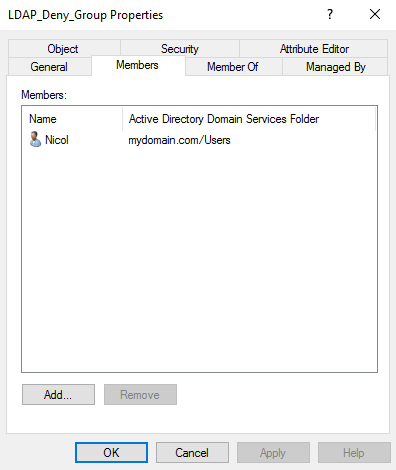 LDAP_Deny_Group Properties
?
Object Security Attribute Editor
General Members Member Of Managed By
Members:
Name Active Directory Domain Services Folder
Nicol mydomain.com/Users
Add... Remove
OK Cancel Apply Help